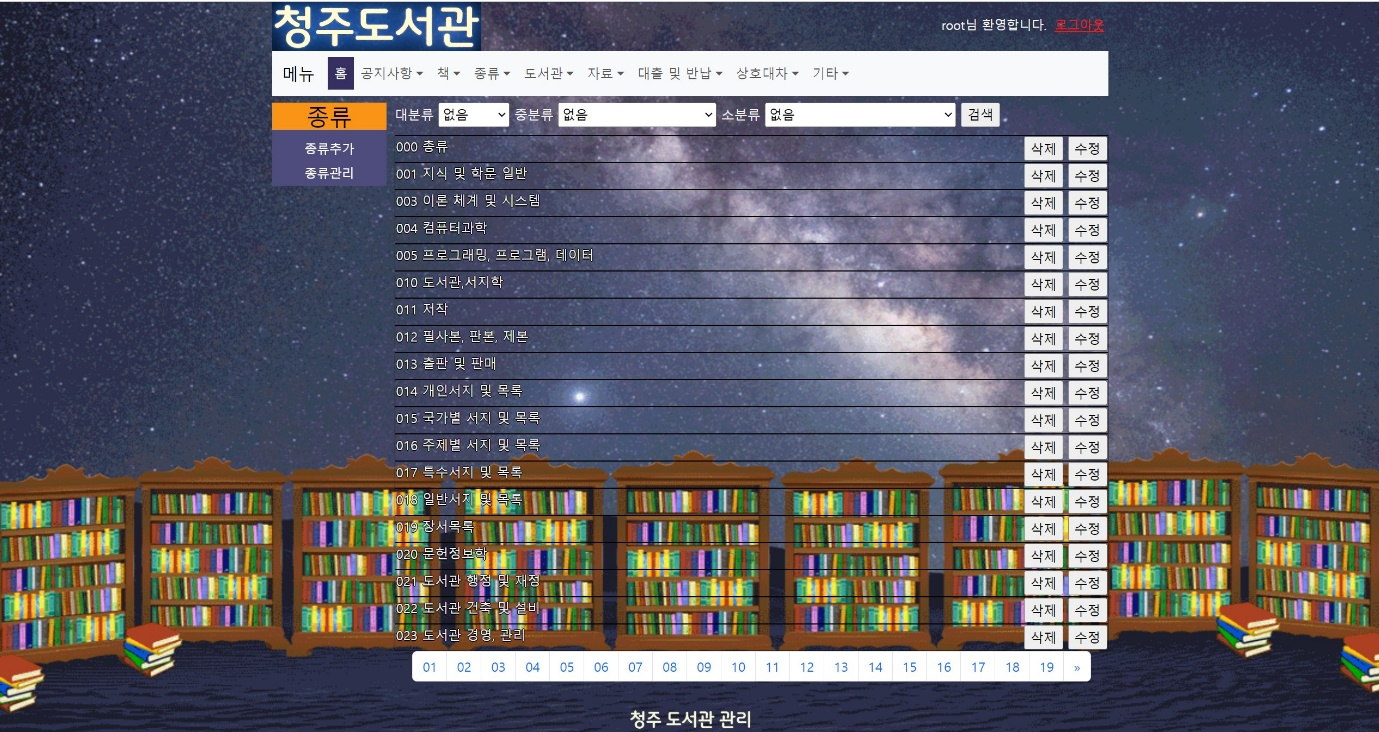 청주도서관
root님 환영합니다. 로그아웃
메뉴 홈 공지사항 책 종류 도서관 자료 대출 및 반납 상호대차 기타
종류
종류추가
종류관리
대분류 없음 중분류 없음 소분류 없음 검색
000 종류 삭제 수정
001 지식 및 학문 일반 삭제 수정
003 이론 체계 및 시스템 삭제 수정
004 컴퓨터과학 삭제 수정
005 프로그래밍, 프로그램, 데이터 삭제 수정
010 도서관,서지학 삭제 수정
011 저작 삭제 수정
012 필사본, 판본, 제본 삭제 수정
013 출판 및 판매 삭제 수정
014 개인서지 및 목록 삭제 수정
015 국가별 서지 및 목록 삭제 수정
016 주제별 서지 및 목록 삭제 수정
017 특수서지 및 목록 삭제 수정
018 일반서지 및 목록 삭제 수정
019 장서목록 삭제 수정
020 문헌정보학 삭제 수정
021 도서관 행정 및 재정 삭제 수정
022 도서관 건축 및 설비 삭제 수정
023 도서관 경영, 관리 삭제 수정
01 02 03 04 05 06 07 08 09 10 11 12 13 14 15 16 17 18 19 »
청주 도서관 관리